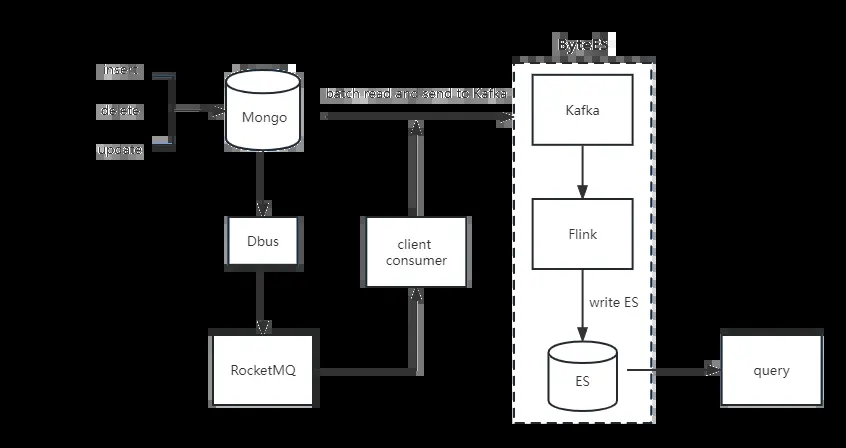 ByteES
insert
delete
update
Mongo
batch read and send to Kafka
Kafka
Dbus
client
consumer
Flink
write ES
RocketMQ
ES
query